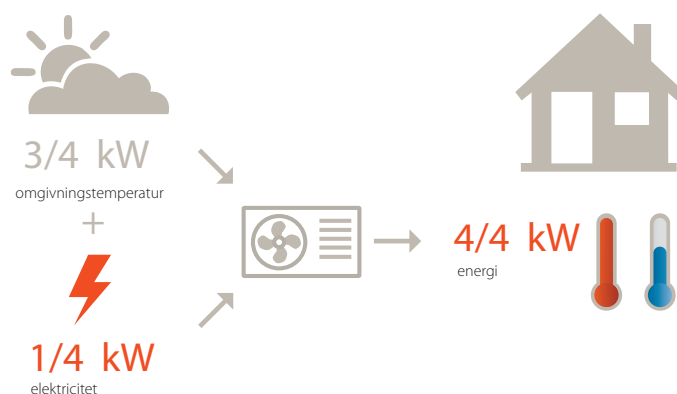 3/4 kW
omgivningstemperatur
+
1/4 kW
elektricitet
4/4 kW
energi